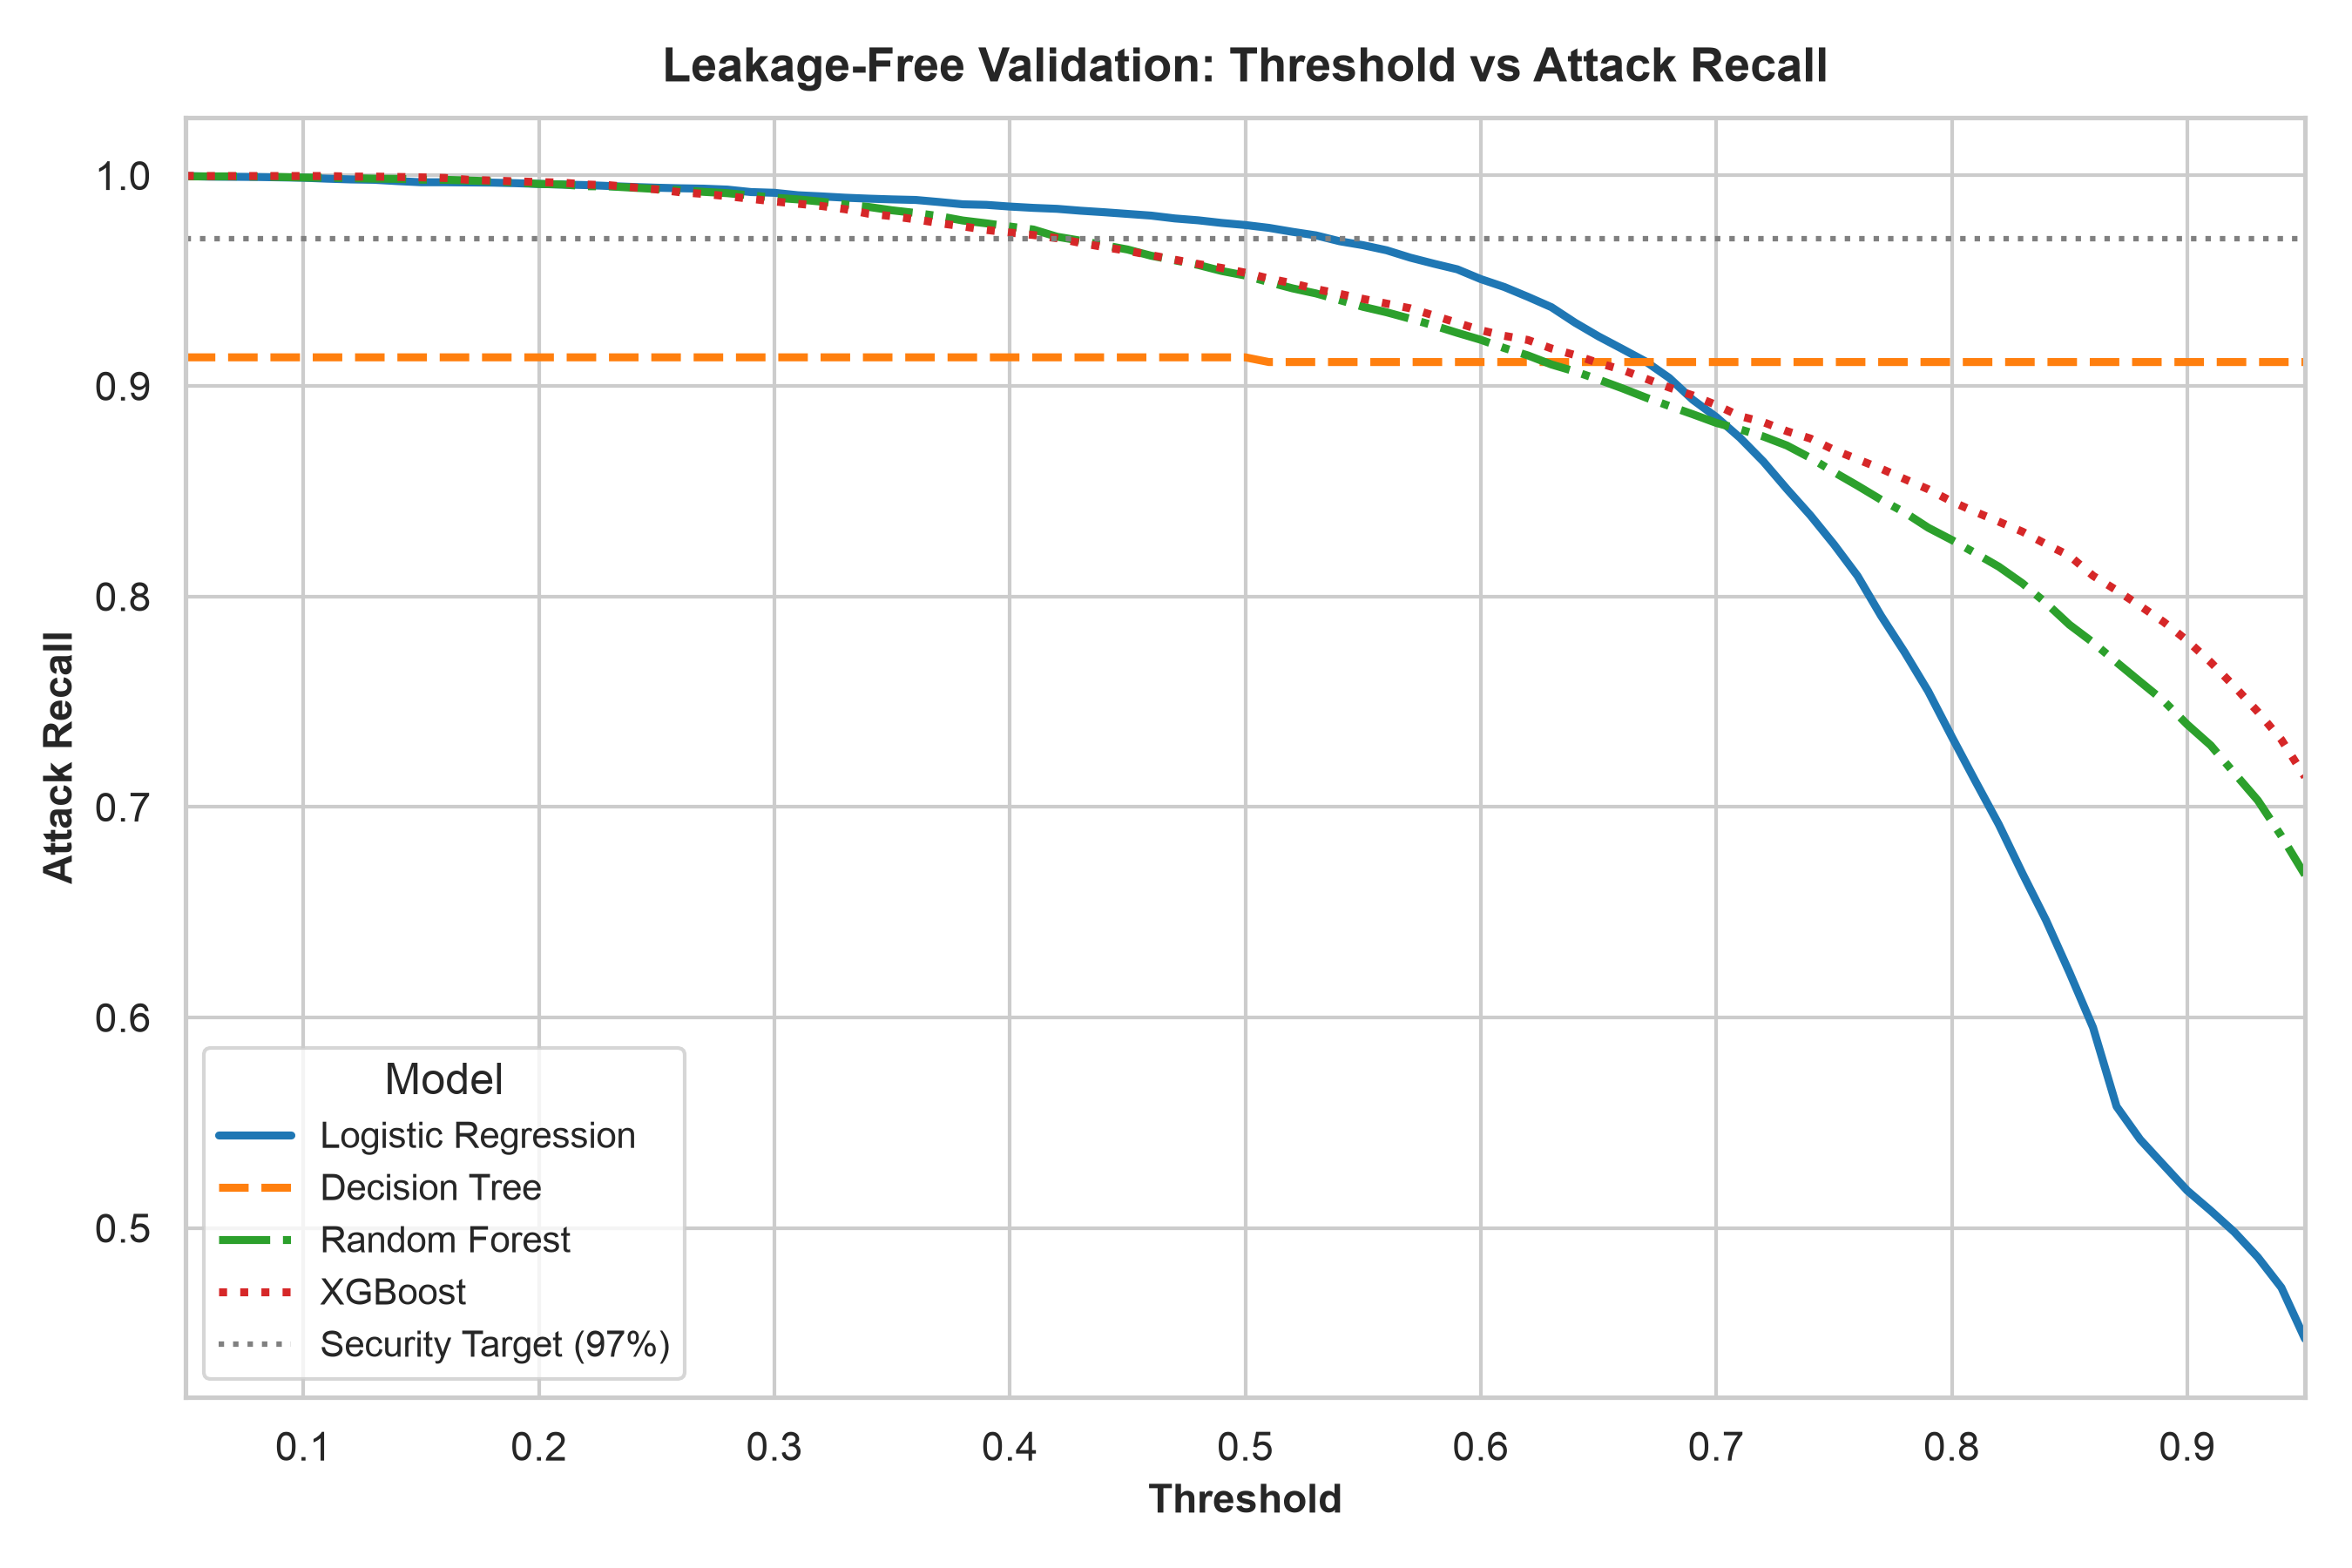 Leakage-Free Validation: Threshold vs Attack Recall
1.0
0.9
0.8
0.7
0.6
0.5
Attack Recall
Model
Logistic Regression
Decision Tree
Random Forest
XGBoost
Security Target (97%)
0.1 0.2 0.3 0.4 0.5 0.6 0.7 0.8 0.9
Threshold